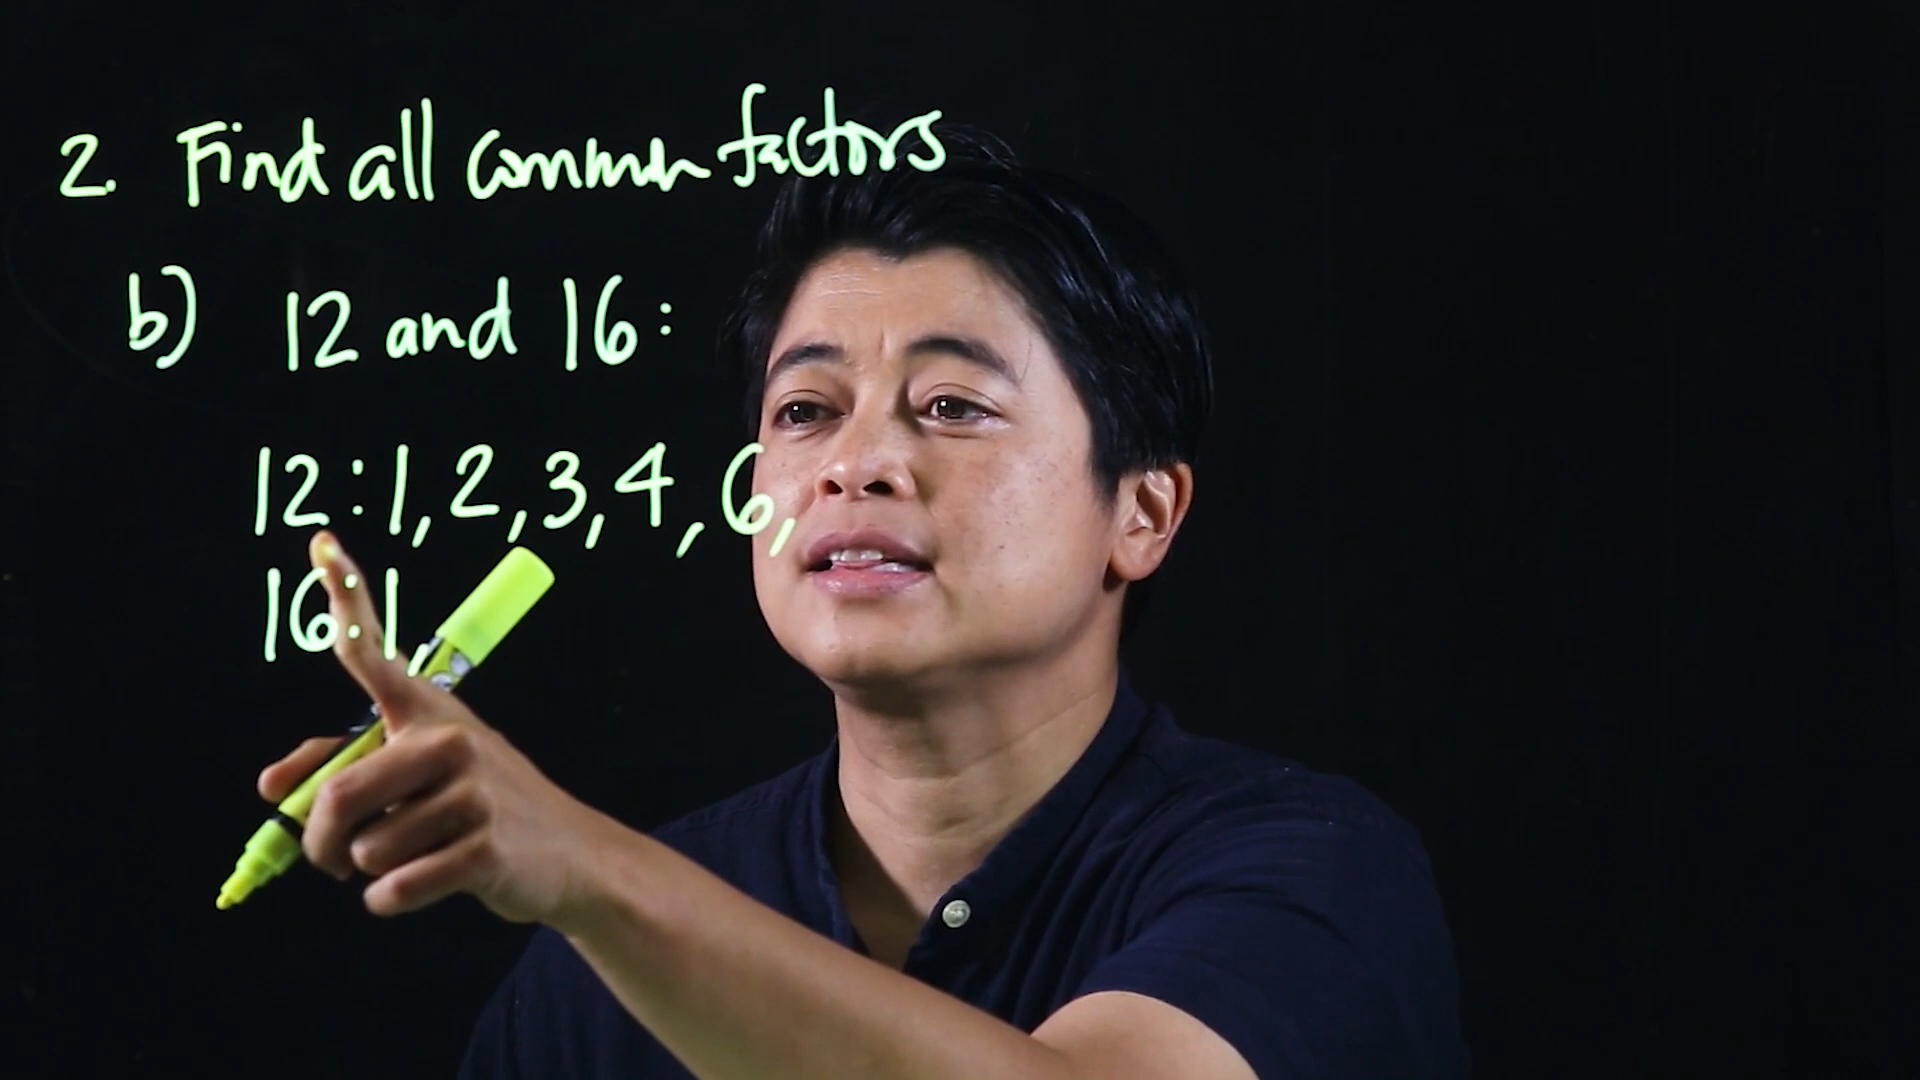 2. Find all common factors
b) 12 and 16:
12: 1, 2, 3, 4, 6,
16: 1,